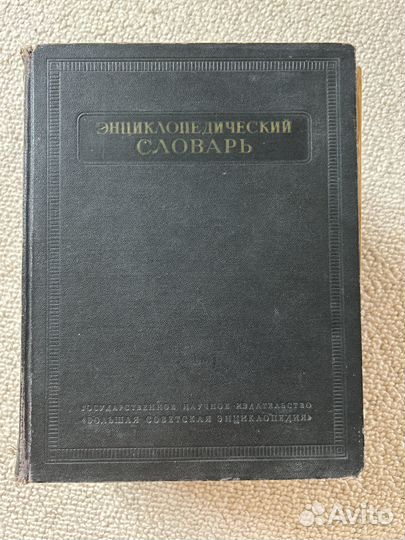 ЭНЦИКЛОПЕДИЧЕСКИЙ
СЛОВАРЬ
ГОСУДАРСТВЕННОЕ НАУЧНОЕ ИЗДАТЕЛЬСТВО
«БОЛЬШАЯ СОВЕТСКАЯ ЭНЦИКЛОПЕДИЯ»
Avito